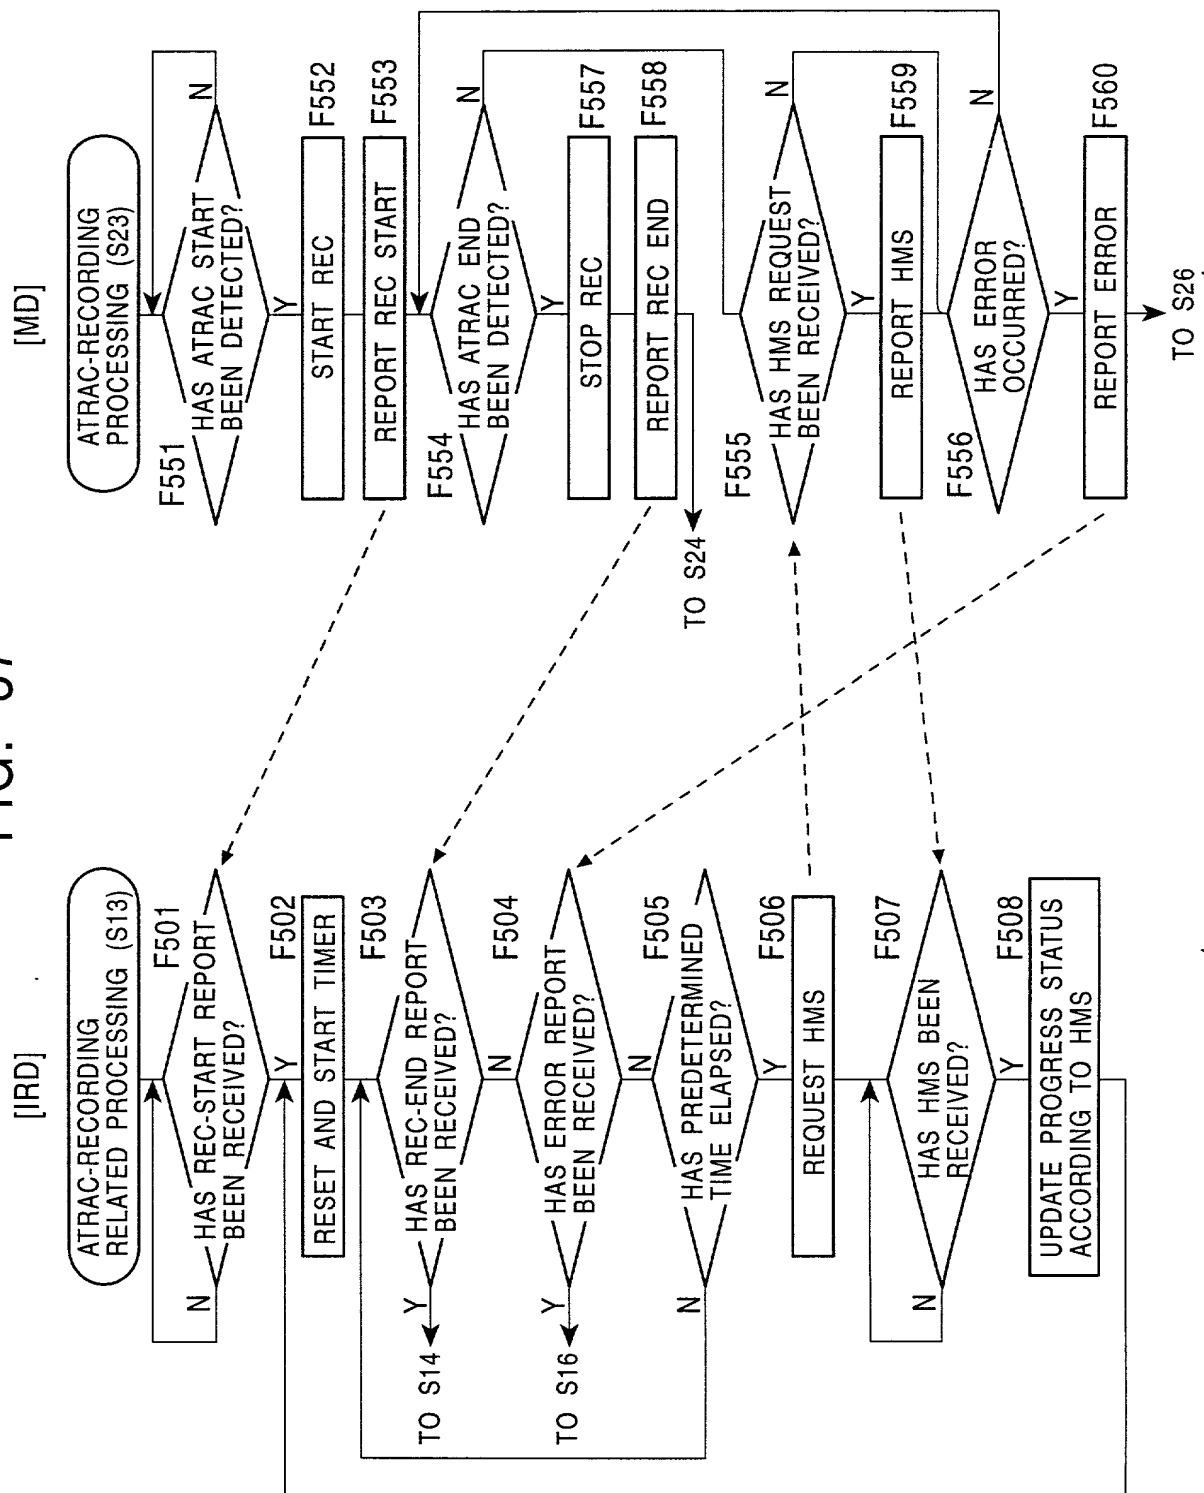 [IRD]
ATRAC-RECORDING
RELATED PROCESSING (S13)
F501
HAS REC-START REPORT
BEEN RECEIVED?
N
Y
F502
RESET AND START TIMER
F503
HAS REC-END REPORT
BEEN RECEIVED?
Y
TO S14
N
F504
HAS ERROR REPORT
BEEN RECEIVED?
Y
TO S16
N
F505
HAS PREDETERMINED
TIME ELAPSED?
N
Y
F506
REQUEST HMS
F507
HAS HMS BEEN
RECEIVED?
N
Y
F508
UPDATE PROGRESS STATUS
ACCORDING TO HMS
[MD]
ATRAC-RECORDING
PROCESSING (S23)
F551
HAS ATRAC START
BEEN DETECTED?
N
Y
START REC
F552
REPORT REC START
F553
F554
HAS ATRAC END
BEEN DETECTED?
N
Y
STOP REC
F557
REPORT REC END
F558
TO S24
F555
HAS HMS REQUEST
BEEN RECEIVED?
N
Y
REPORT HMS
F559
F556
HAS ERROR
OCCURRED?
N
Y
REPORT ERROR
F560
TO S26